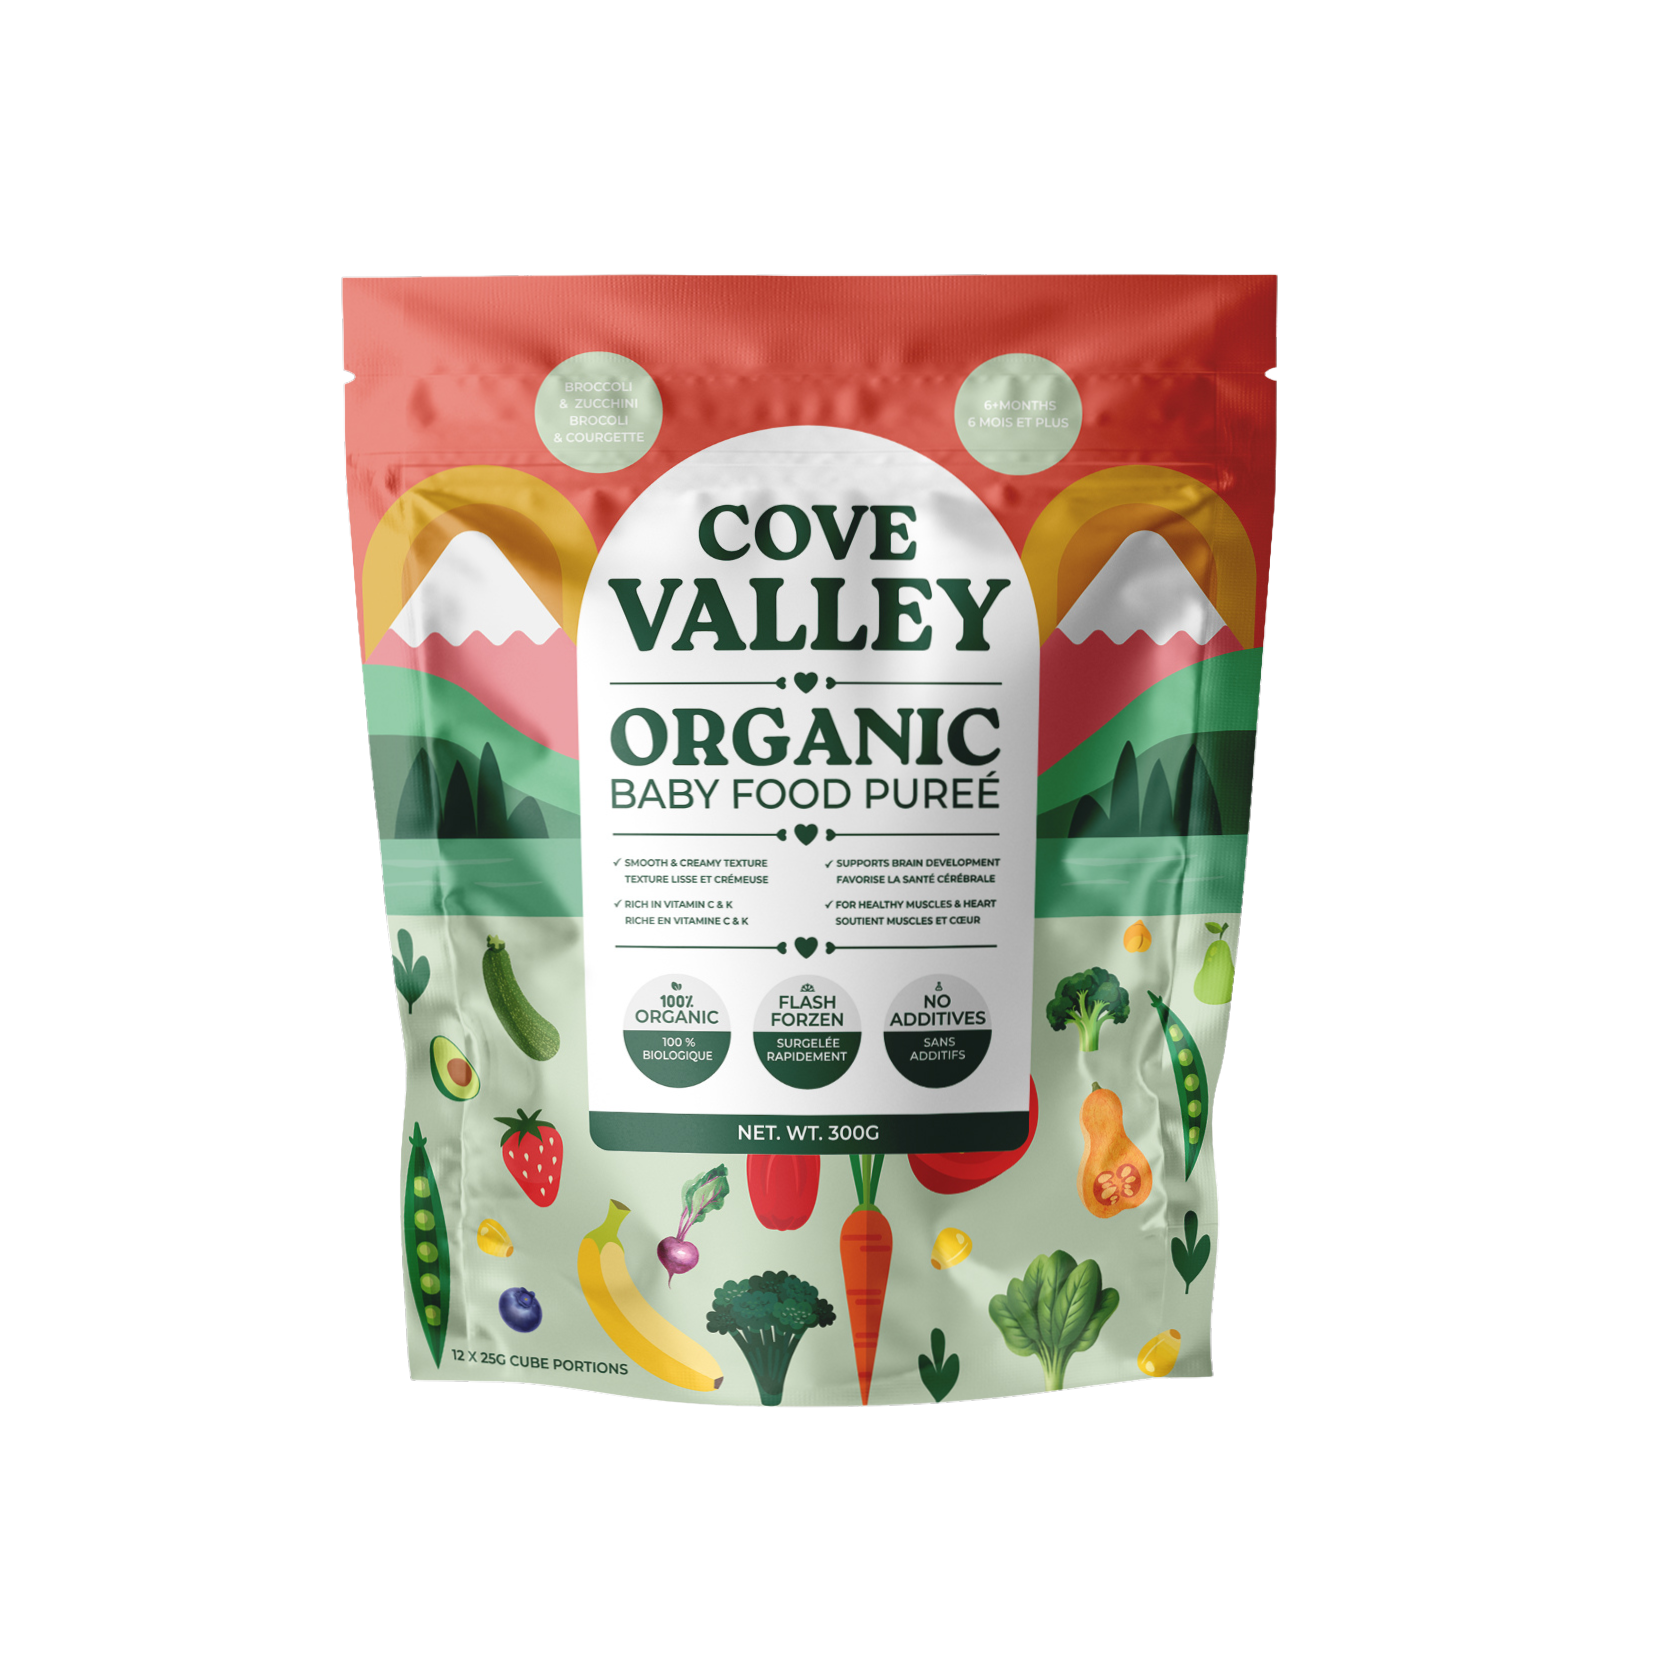 BROCCOLI
& ZUCCHINI
BROCOLI
& COURGETTE
6+MONTHS
6 MOIS ET PLUS
COVE
VALLEY
ORGANIC
BABY FOOD PUREÉ
✓ SMOOTH & CREAMY TEXTURE
TEXTURE LISSE ET CRÉMEUSE
✓ RICH IN VITAMIN C & K
RICHE EN VITAMINE C & K
✓ SUPPORTS BRAIN DEVELOPMENT
FAVORISE LA SANTÉ CÉRÉBRALE
✓ FOR HEALTHY MUSCLES & HEART
SOUTIENT MUSCLES ET CŒUR
100%
ORGANIC
100 %
BIOLOGIQUE
FLASH
FORZEN
SURGELÉE
RAPIDEMENT
NO
ADDITIVES
SANS
ADDITIFS
NET. WT. 300G
12 X 25G CUBE PORTIONS